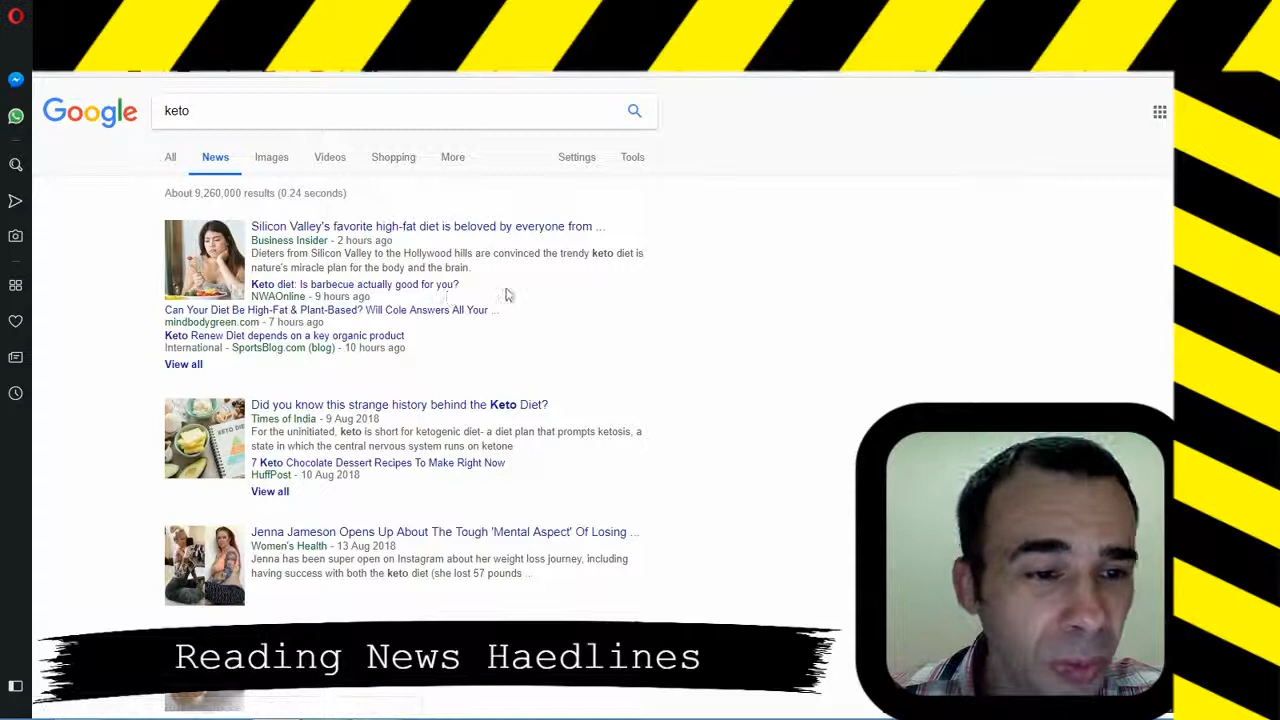 Google
keto
All News Images Videos Shopping More Settings Tools
About 9,260,000 results (0.24 seconds)
Silicon Valley's favorite high-fat diet is beloved by everyone from ...
Business Insider - 2 hours ago
Dieters from Silicon Valley to the Hollywood hills are convinced the trendy keto diet is
nature's miracle plan for the body and the brain.
Keto diet: Is barbecue actually good for you?
NWAOnline - 9 hours ago
Can Your Diet Be High-Fat & Plant-Based? Will Cole Answers All Your ...
mindbodygreen.com - 7 hours ago
Keto Renew Diet depends on a key organic product
International - SportsBlog.com (blog) - 10 hours ago
View all
Did you know this strange history behind the Keto Diet?
Times of India - 9 Aug 2018
For the uninitiated, keto is short for ketogenic diet- a diet plan that prompts ketosis, a
state in which the central nervous system runs on ketone
7 Keto Chocolate Dessert Recipes To Make Right Now
HuffPost - 10 Aug 2018
View all
Jenna Jameson Opens Up About The Tough 'Mental Aspect' Of Losing ...
Women's Health - 13 Aug 2018
Jenna has been super open on Instagram about her weight loss journey, including
having success with both the keto diet (she lost 57 pounds ...
Reading News Haedlines